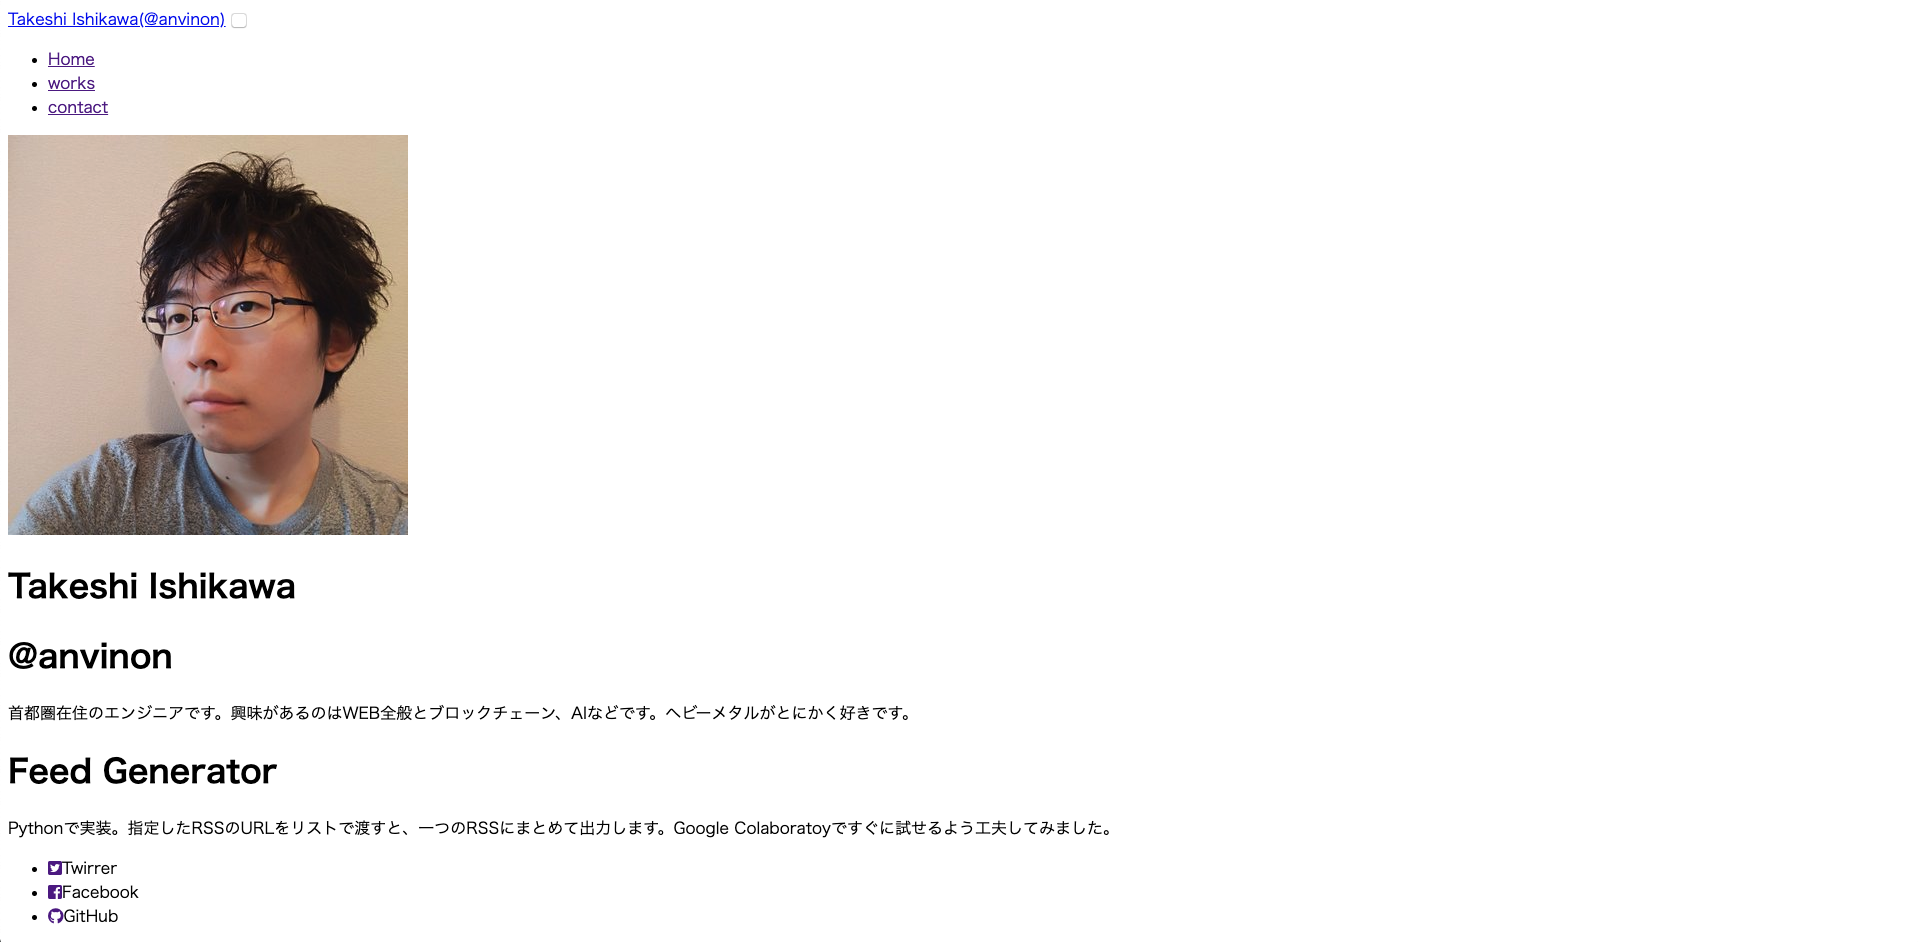 Takeshi Ishikawa(@anvinon)
Home
works
contact
Takeshi Ishikawa
@anvinon
首都圏在住のエンジニアです。興味があるのはWEB全般とブロックチェーン、AIなどです。ヘビーメタルがとにかく好きです。
Feed Generator
Pythonで実装。指定したRSSのURLをリストで渡すと、一つのRSSにまとめて出力します。Google Colaboratoyですぐに試せるよう工夫してみました。
Twirrer
Facebook
GitHub